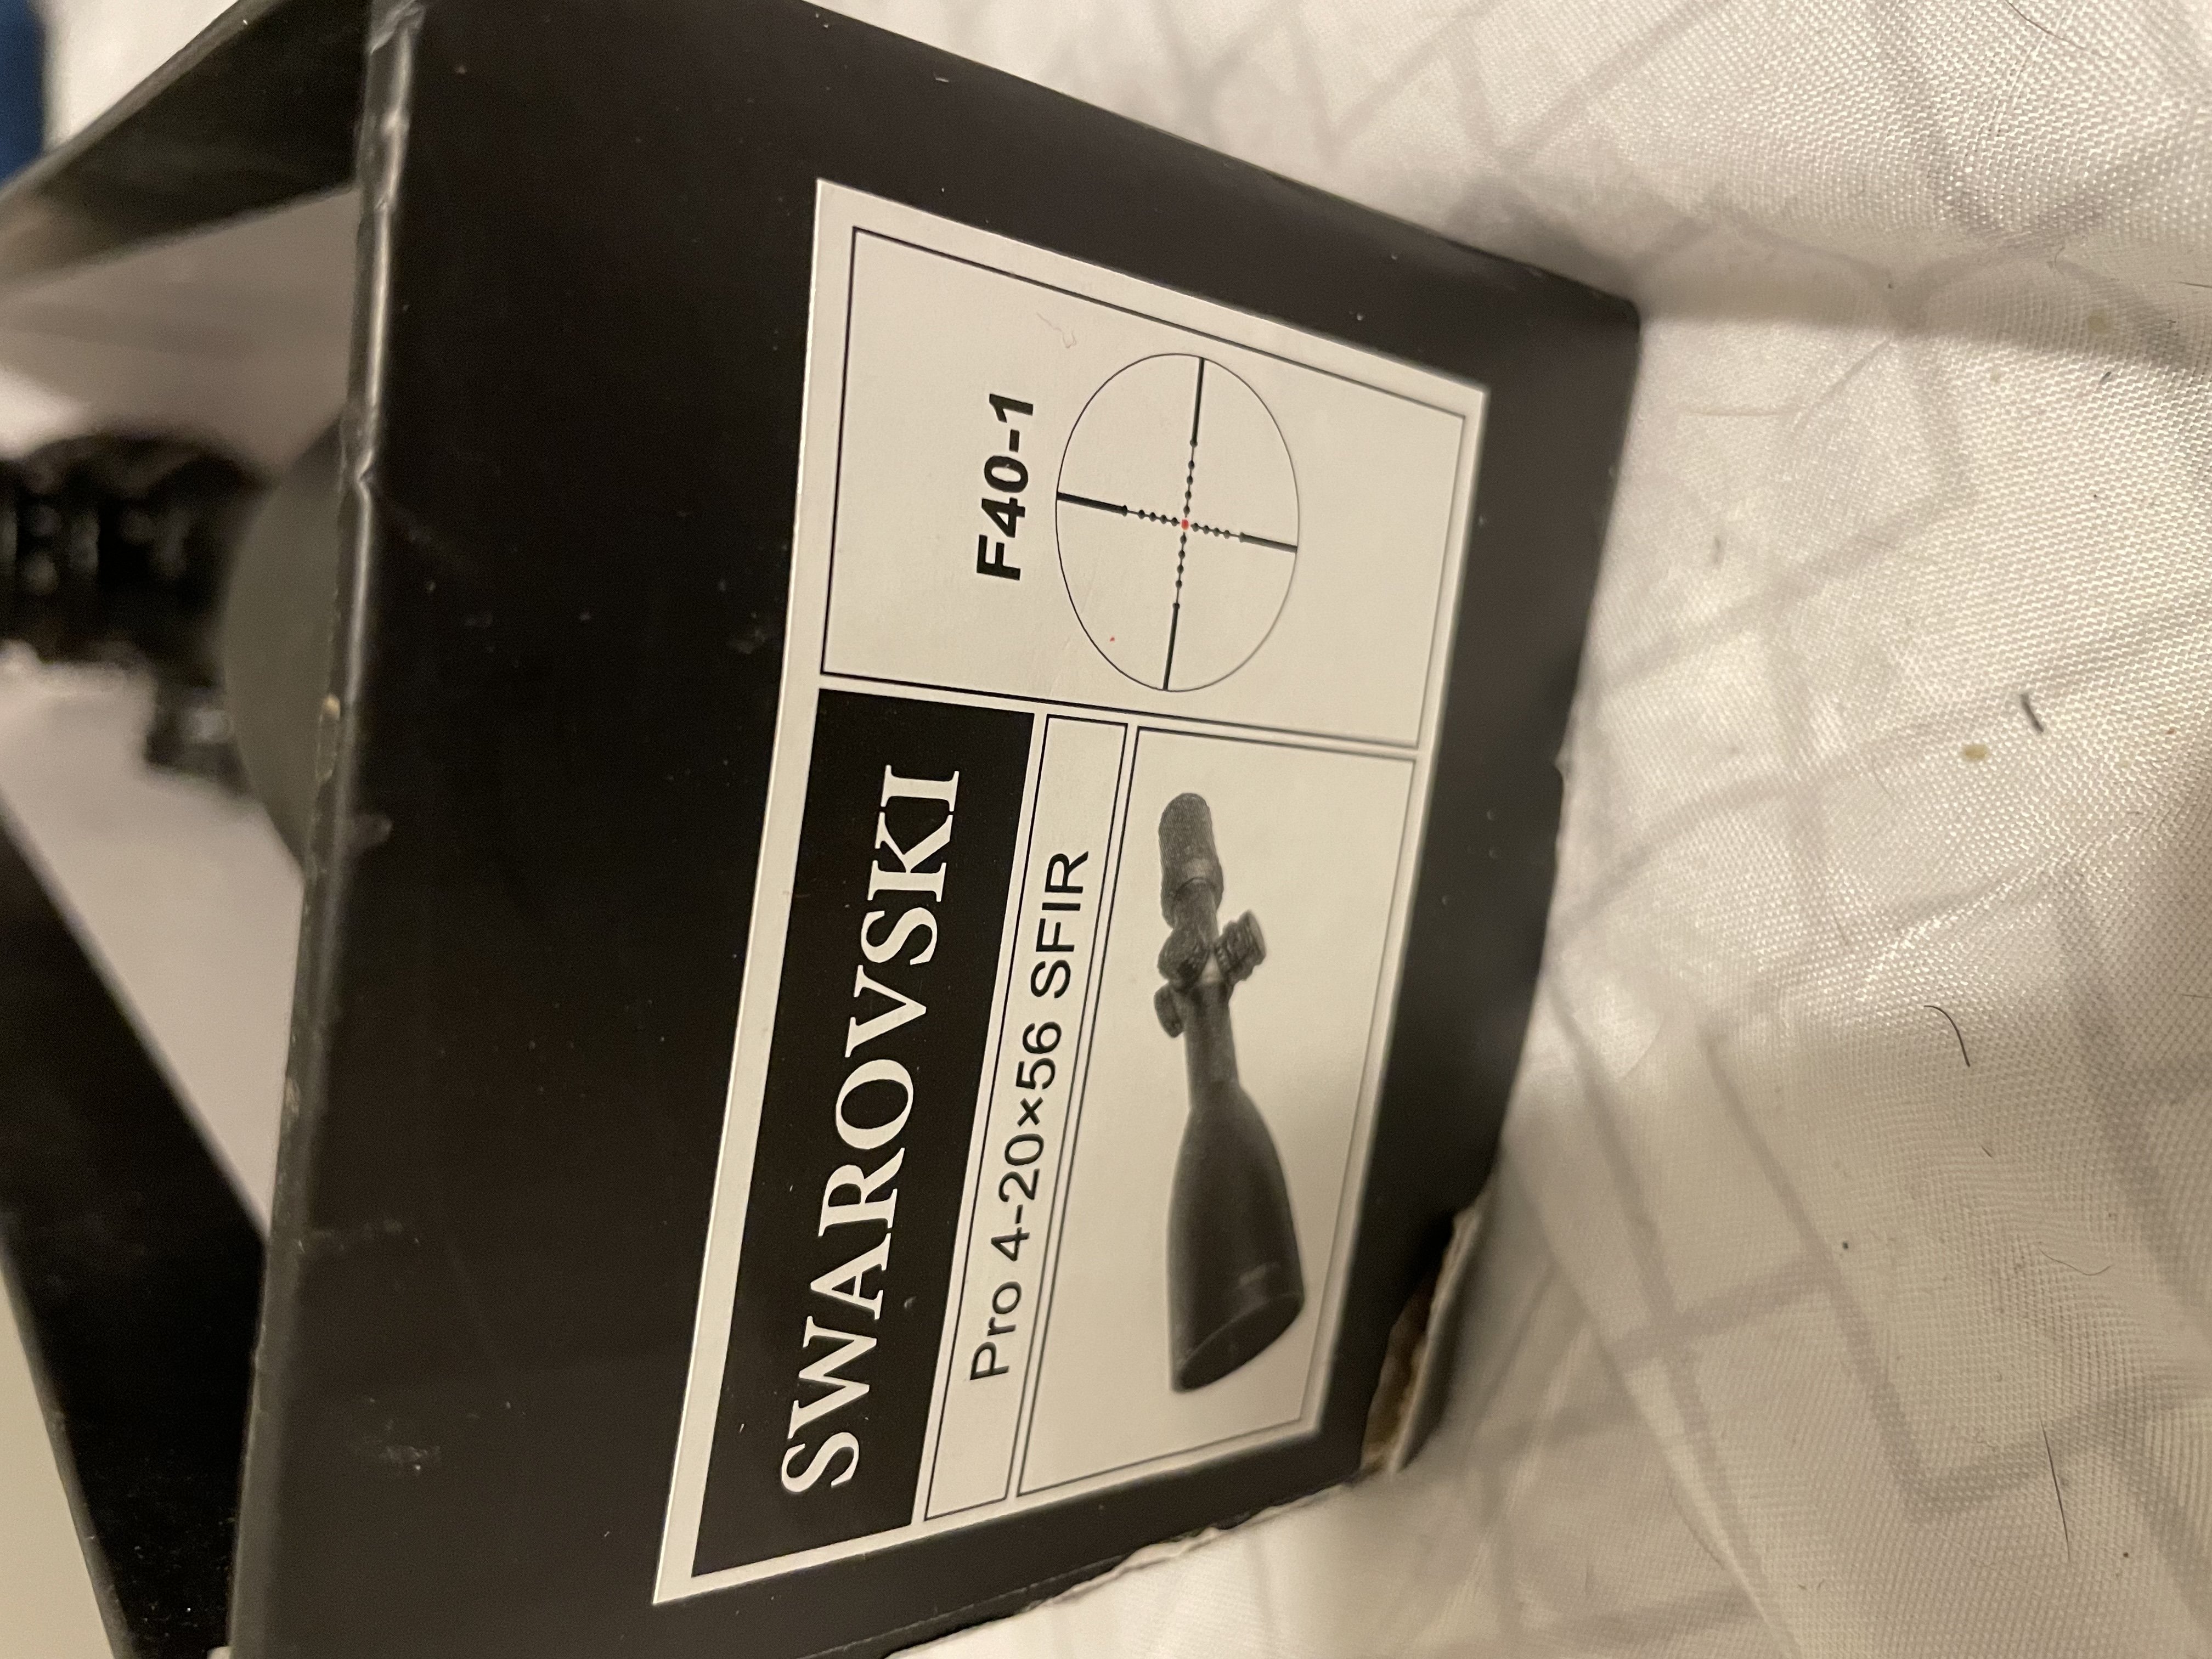 SWAROVSKI
Pro 4-20×56 SFIR
F40-1